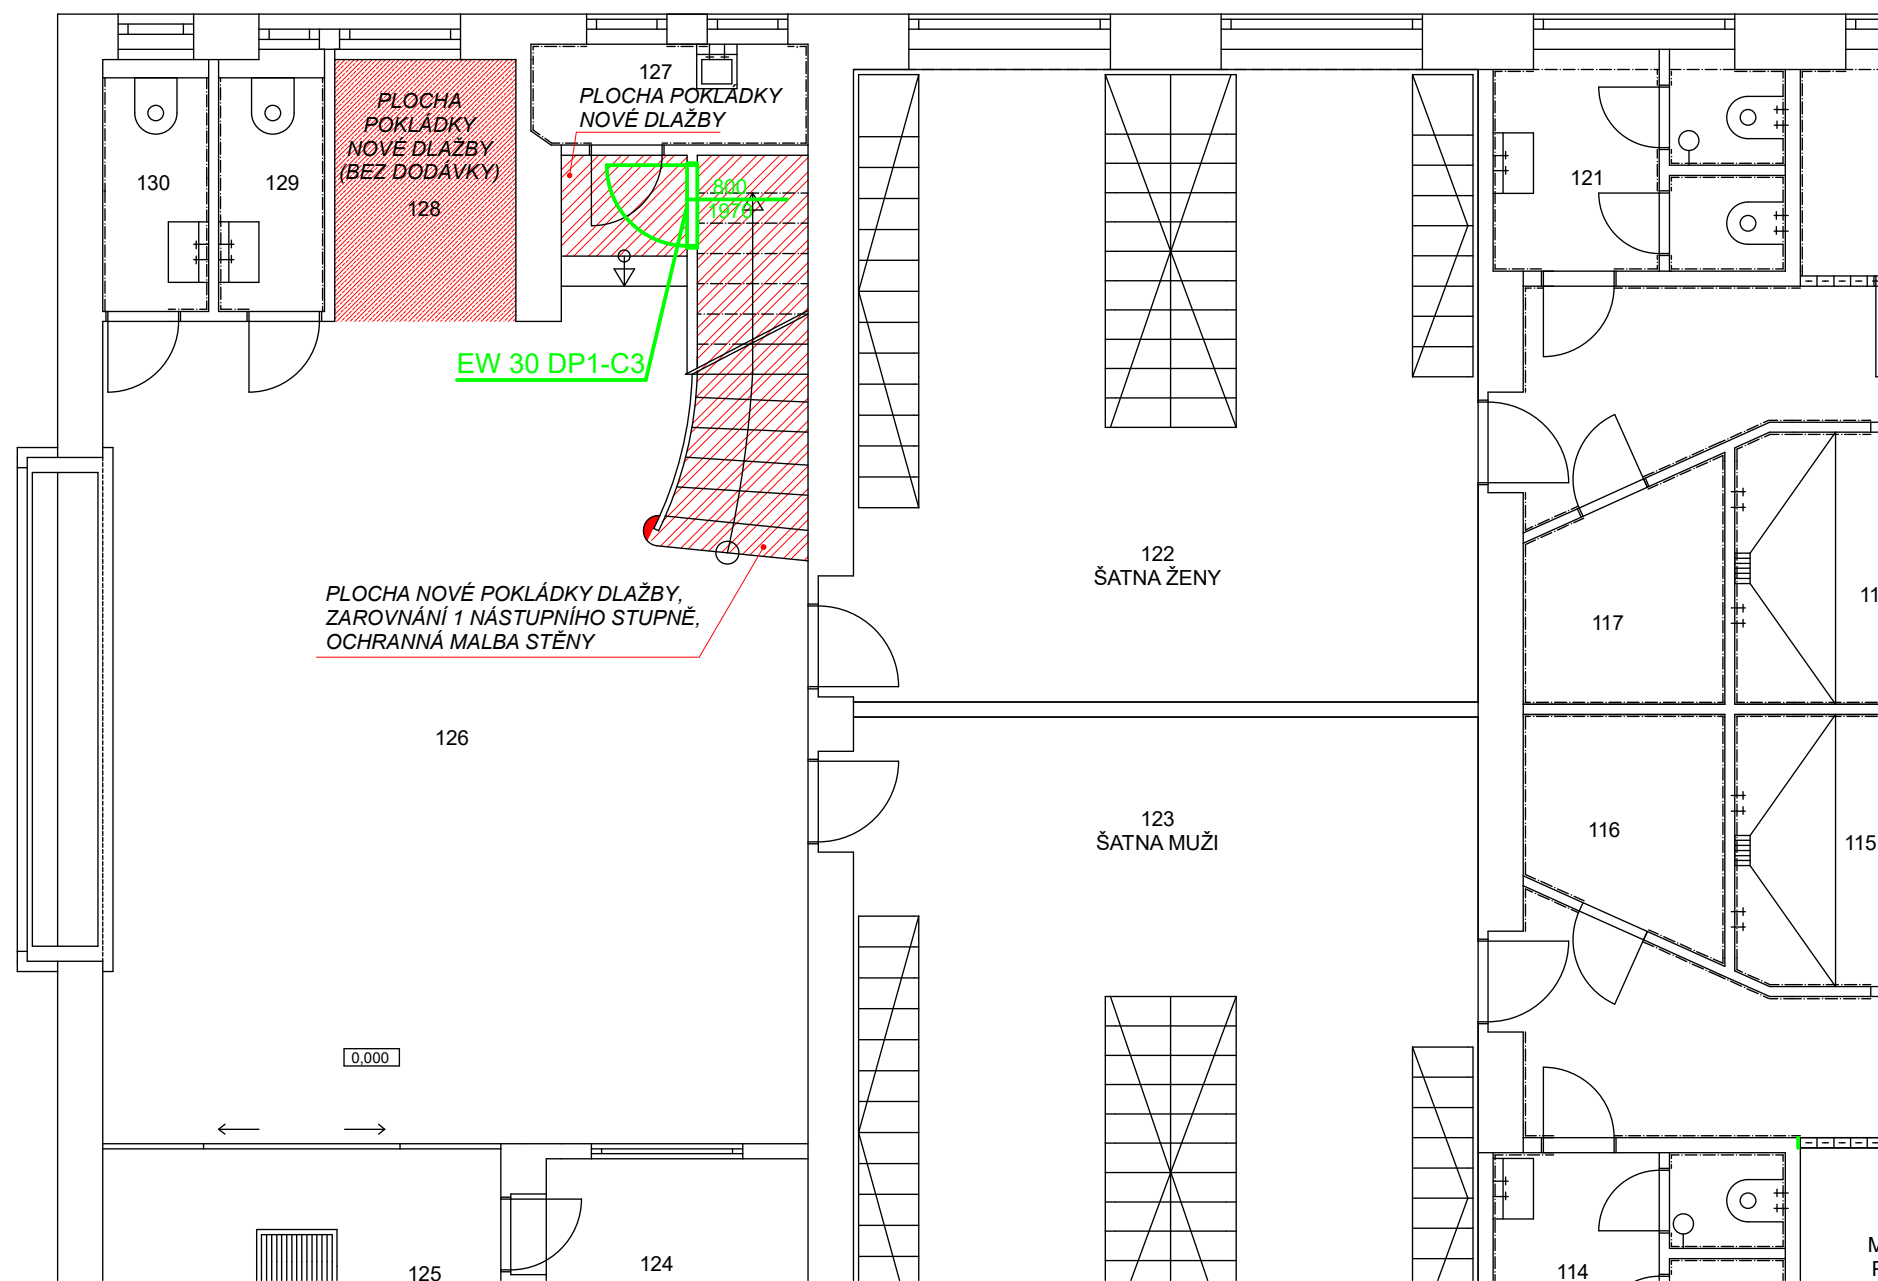 127
PLOCHA POKLÁDKY
NOVÉ DLAŽBY
PLOCHA
POKLÁDKY
NOVÉ DLAŽBY
(BEZ DODÁVKY)
128
130
129
800
1970
121
EW 30 DP1-C3
122
ŠATNA ŽENY
PLOCHA NOVÉ POKLÁDKY DLAŽBY,
ZAROVNÁNÍ 1 NÁSTUPNÍHO STUPNĚ,
OCHRANNÁ MALBA STĚNY
117
11
126
123
ŠATNA MUŽI
116
115
0,000
124
125
114